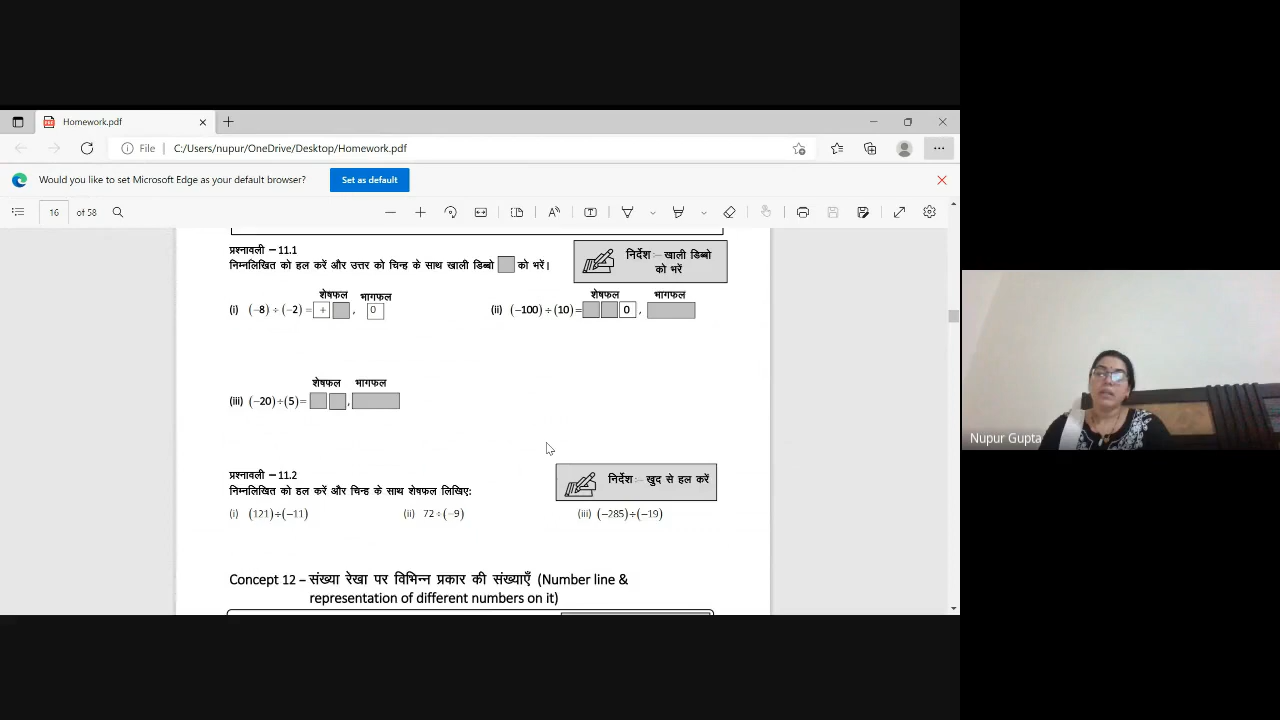 Homework.pdf
File
C:/Users/nupur/OneDrive/Desktop/Homework.pdf
Would you like to set Microsoft Edge as your default browser?
Set as default
16 of 58
प्रश्नावली – 11.1
निम्नलिखित को हल करें और उत्तर को चिन्ह के साथ खाली डिब्बो को भरें।
निर्देश :– खाली डिब्बो
को भरें
शेषफल भागफल
(i) (−8) ÷ (−2) = + , 0
शेषफल भागफल
(ii) (−100) ÷ (10) = 0 ,
शेषफल भागफल
(iii) (−20)÷(5)= ,
प्रश्नावली – 11.2
निम्नलिखित को हल करें और चिन्ह के साथ शेषफल लिखिए:
निर्देश :– खुद से हल करें
(i) (121)÷(−11)
(ii) 72 ÷ (−9)
(iii) (−285)÷(−19)
Concept 12 – संख्या रेखा पर विभिन्न प्रकार की संख्याएँ (Number line &
representation of different numbers on it)
Nupur Gupta